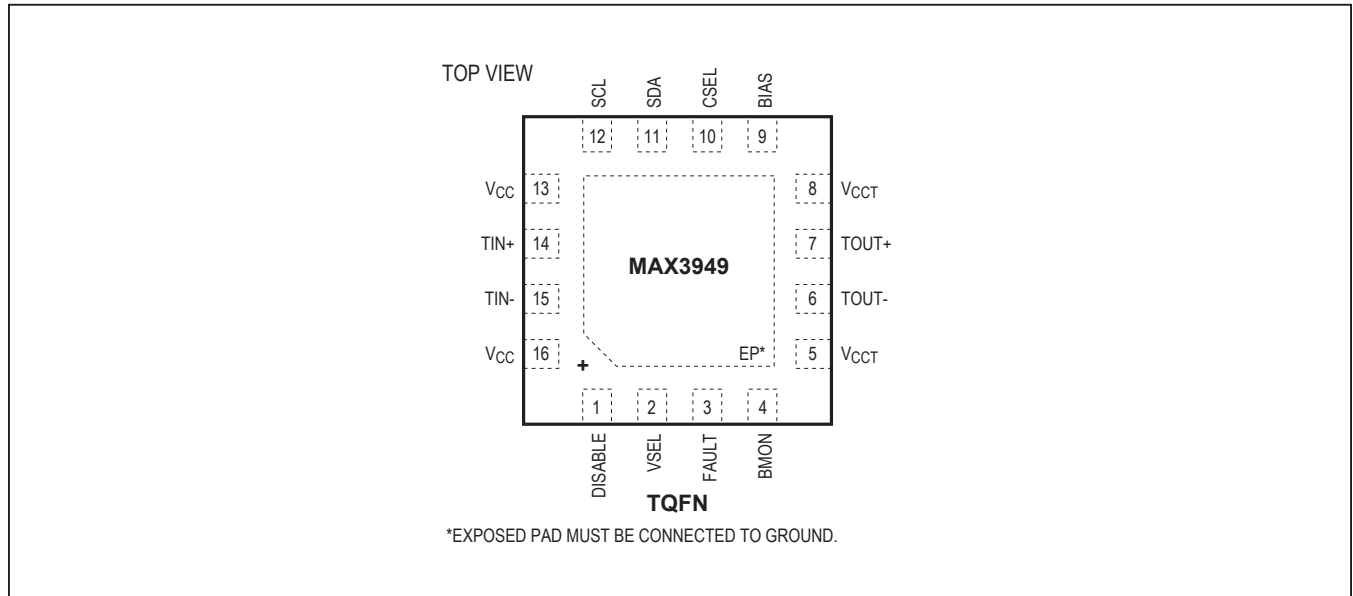 TOP VIEW
SCL SDA CSEL BIAS
12 11 10 9
VCC 13 8 VCCT
TIN+ 14 7 TOUT+
MAX3949
TIN- 15 6 TOUT-
VCC 16 EP* 5 VCCT
+
1 2 3 4
DISABLE VSEL FAULT BMON
TQFN
*EXPOSED PAD MUST BE CONNECTED TO GROUND.